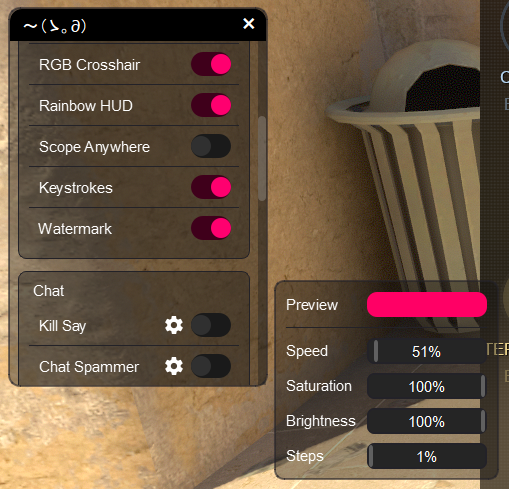 ～(ゝ｡∂)
RGB Crosshair
Rainbow HUD
Scope Anywhere
Keystrokes
Watermark
Chat
Kill Say
Chat Spammer
Preview
Speed 51%
Saturation 100%
Brightness 100%
Steps 1%